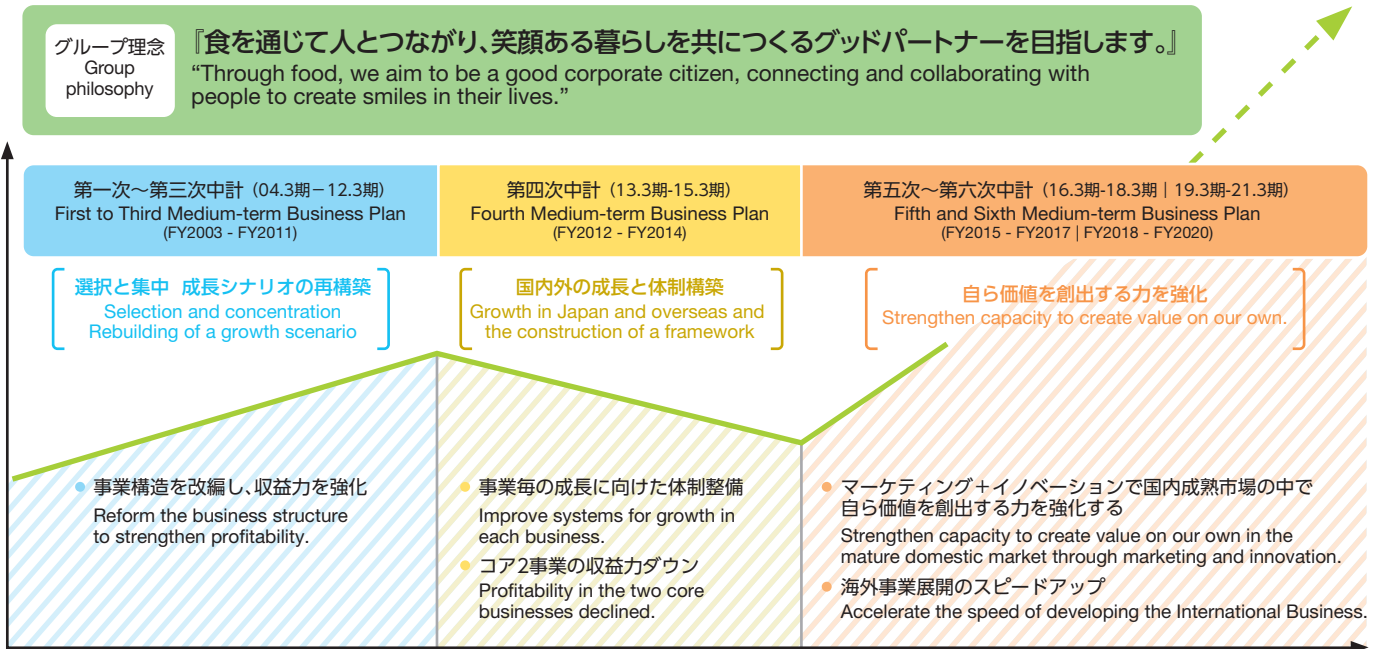 グループ理念
Group
philosophy
『食を通じて人とつながり、笑顔ある暮らしを共につくるグッドパートナーを目指します。』
“Through food, we aim to be a good corporate citizen, connecting and collaborating with
people to create smiles in their lives.”
第一次〜第三次中計（04.3期−12.3期）
First to Third Medium-term Business Plan
(FY2003 - FY2011)
第四次中計（13.3期-15.3期）
Fourth Medium-term Business Plan
(FY2012 - FY2014)
第五次〜第六次中計（16.3期-18.3期 | 19.3期-21.3期）
Fifth and Sixth Medium-term Business Plan
(FY2015 - FY2017 | FY2018 - FY2020)
選択と集中 成長シナリオの再構築
Selection and concentration
Rebuilding of a growth scenario
国内外の成長と体制構築
Growth in Japan and overseas and
the construction of a framework
自ら価値を創出する力を強化
Strengthen capacity to create value on our own.
● 事業構造を改編し、収益力を強化
Reform the business structure
to strengthen profitability.
● 事業毎の成長に向けた体制整備
Improve systems for growth in
each business.
● コア2事業の収益力ダウン
Profitability in the two core
businesses declined.
● マーケティング＋イノベーションで国内成熟市場の中で
自ら価値を創出する力を強化する
Strengthen capacity to create value on our own in the
mature domestic market through marketing and innovation.
● 海外事業展開のスピードアップ
Accelerate the speed of developing the International Business.